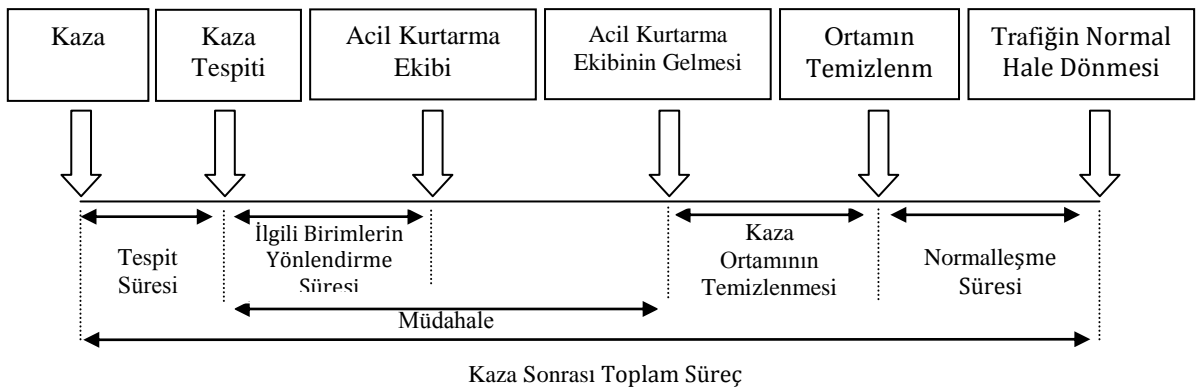 Kaza
Kaza
Tespiti
Acil Kurtarma
Ekibi
Acil Kurtarma
Ekibinin Gelmesi
Ortamın
Temizlenm
Trafiğin Normal
Hale Dönmesi
Tespit
Süresi
İlgili Birimlerin
Yönlendirme
Süresi
Kaza
Ortamının
Temizlenmesi
Normalleşme
Süresi
Müdahale
Kaza Sonrası Toplam Süreç